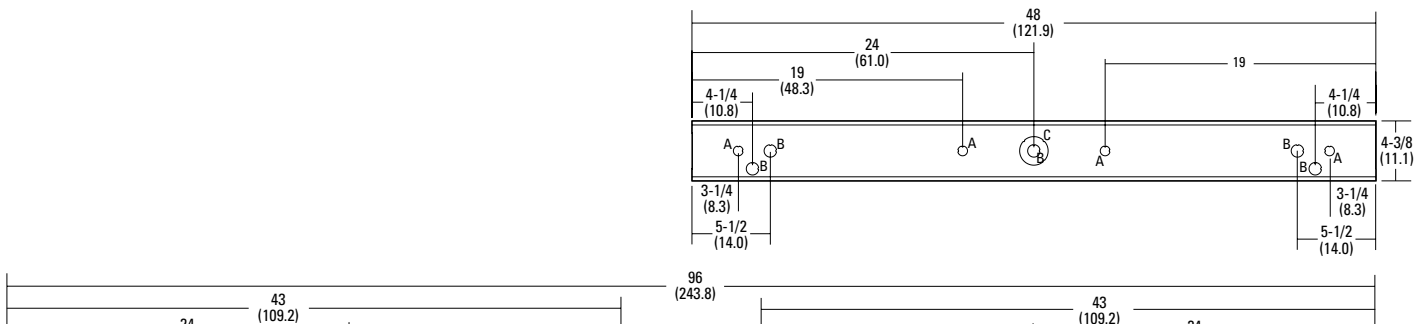 48
(121.9)
24
(61.0)
19
(48.3)
19
4-1/4
(10.8)
4-1/4
(10.8)
C
A
B
A
B
A
B
A
B
B
4-3/8
(11.1)
3-1/4
(8.3)
3-1/4
(8.3)
5-1/2
(14.0)
5-1/2
(14.0)
96
(243.8)
43
(109.2)
43
(109.2)